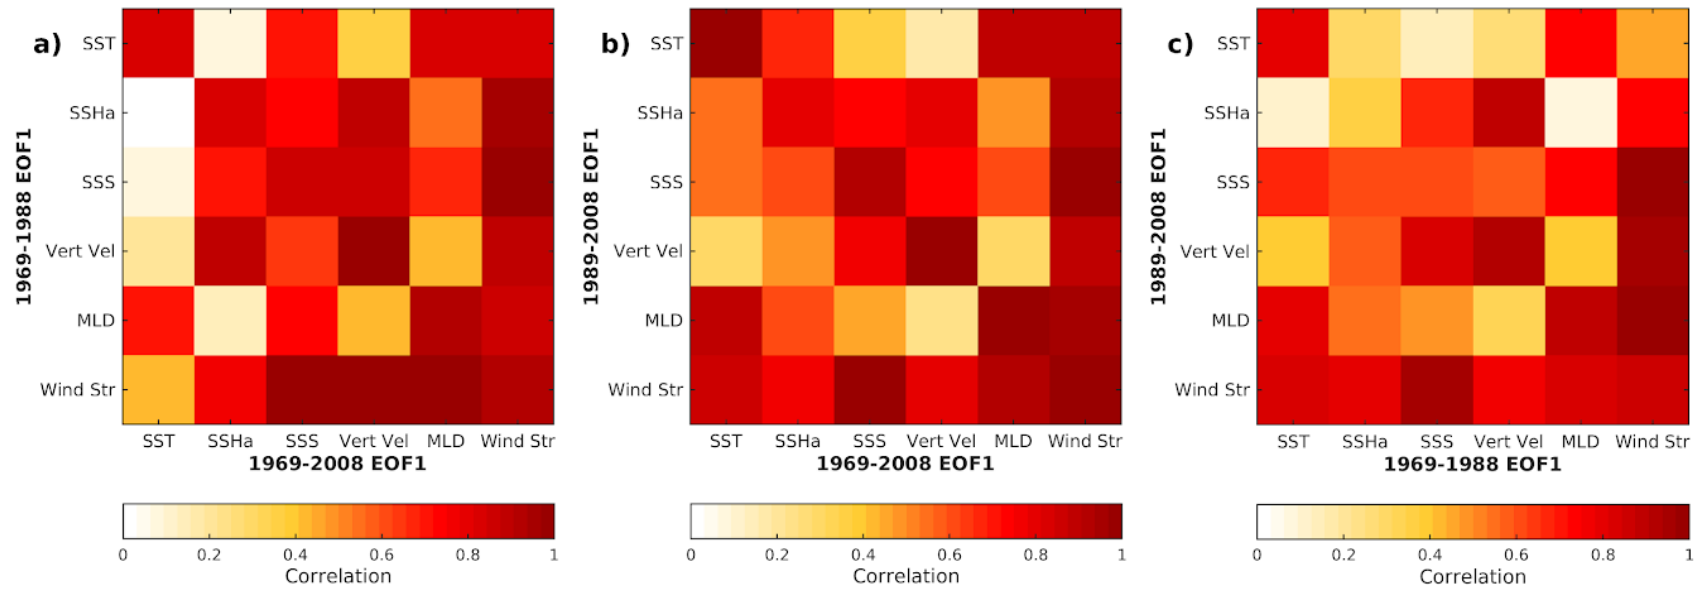 a)
1969-1988 EOF1
SST
SSHa
SSS
Vert Vel
MLD
Wind Str
SST SSHa SSS Vert Vel MLD Wind Str
1969-2008 EOF1
0 0.2 0.4 0.6 0.8 1
Correlation
b)
1989-2008 EOF1
SST
SSHa
SSS
Vert Vel
MLD
Wind Str
SST SSHa SSS Vert Vel MLD Wind Str
1969-2008 EOF1
0 0.2 0.4 0.6 0.8 1
Correlation
c)
1989-2008 EOF1
SST
SSHa
SSS
Vert Vel
MLD
Wind Str
SST SSHa SSS Vert Vel MLD Wind Str
1969-1988 EOF1
0 0.2 0.4 0.6 0.8 1
Correlation